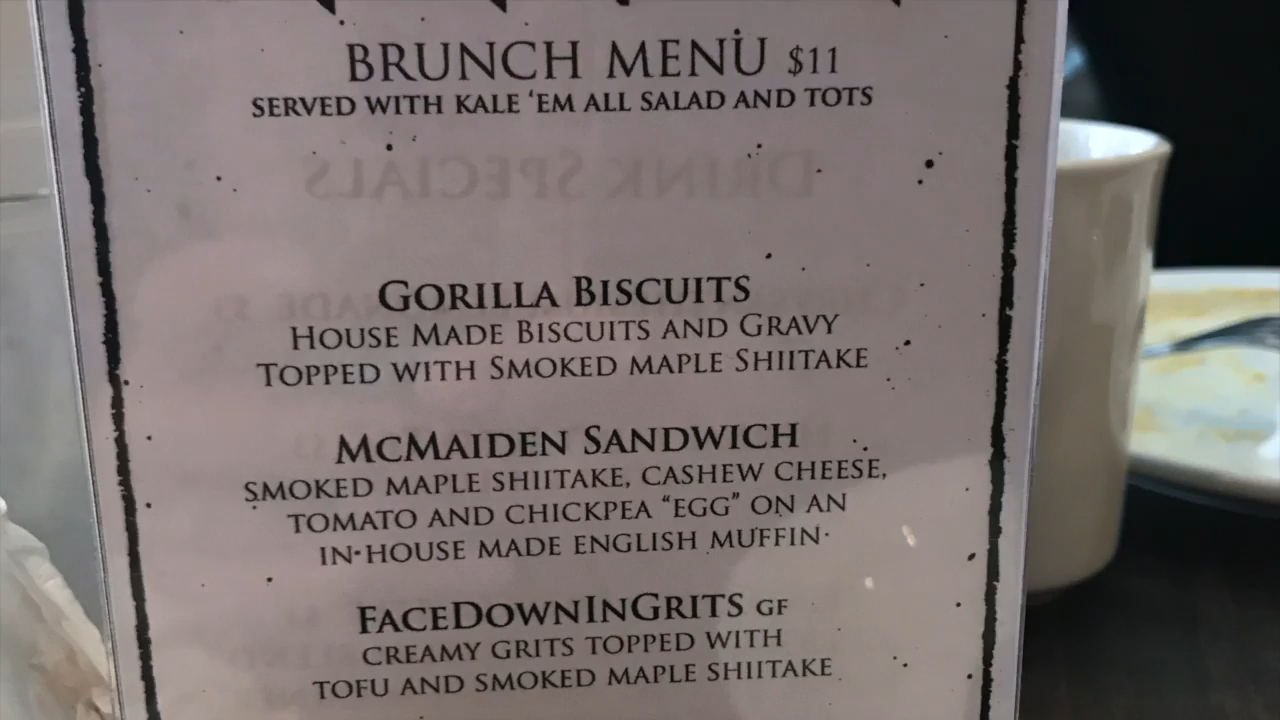 BRUNCH MENU $11
SERVED WITH KALE 'EM ALL SALAD AND TOTS
DRINK SPECIALS
GORILLA BISCUITS
HOUSE MADE BISCUITS AND GRAVY
TOPPED WITH SMOKED MAPLE SHIITAKE
MCMAIDEN SANDWICH
SMOKED MAPLE SHIITAKE, CASHEW CHEESE,
TOMATO AND CHICKPEA “EGG” ON AN
IN-HOUSE MADE ENGLISH MUFFIN
FACEDOWNINGRITS GF
CREAMY GRITS TOPPED WITH
TOFU AND SMOKED MAPLE SHIITAKE